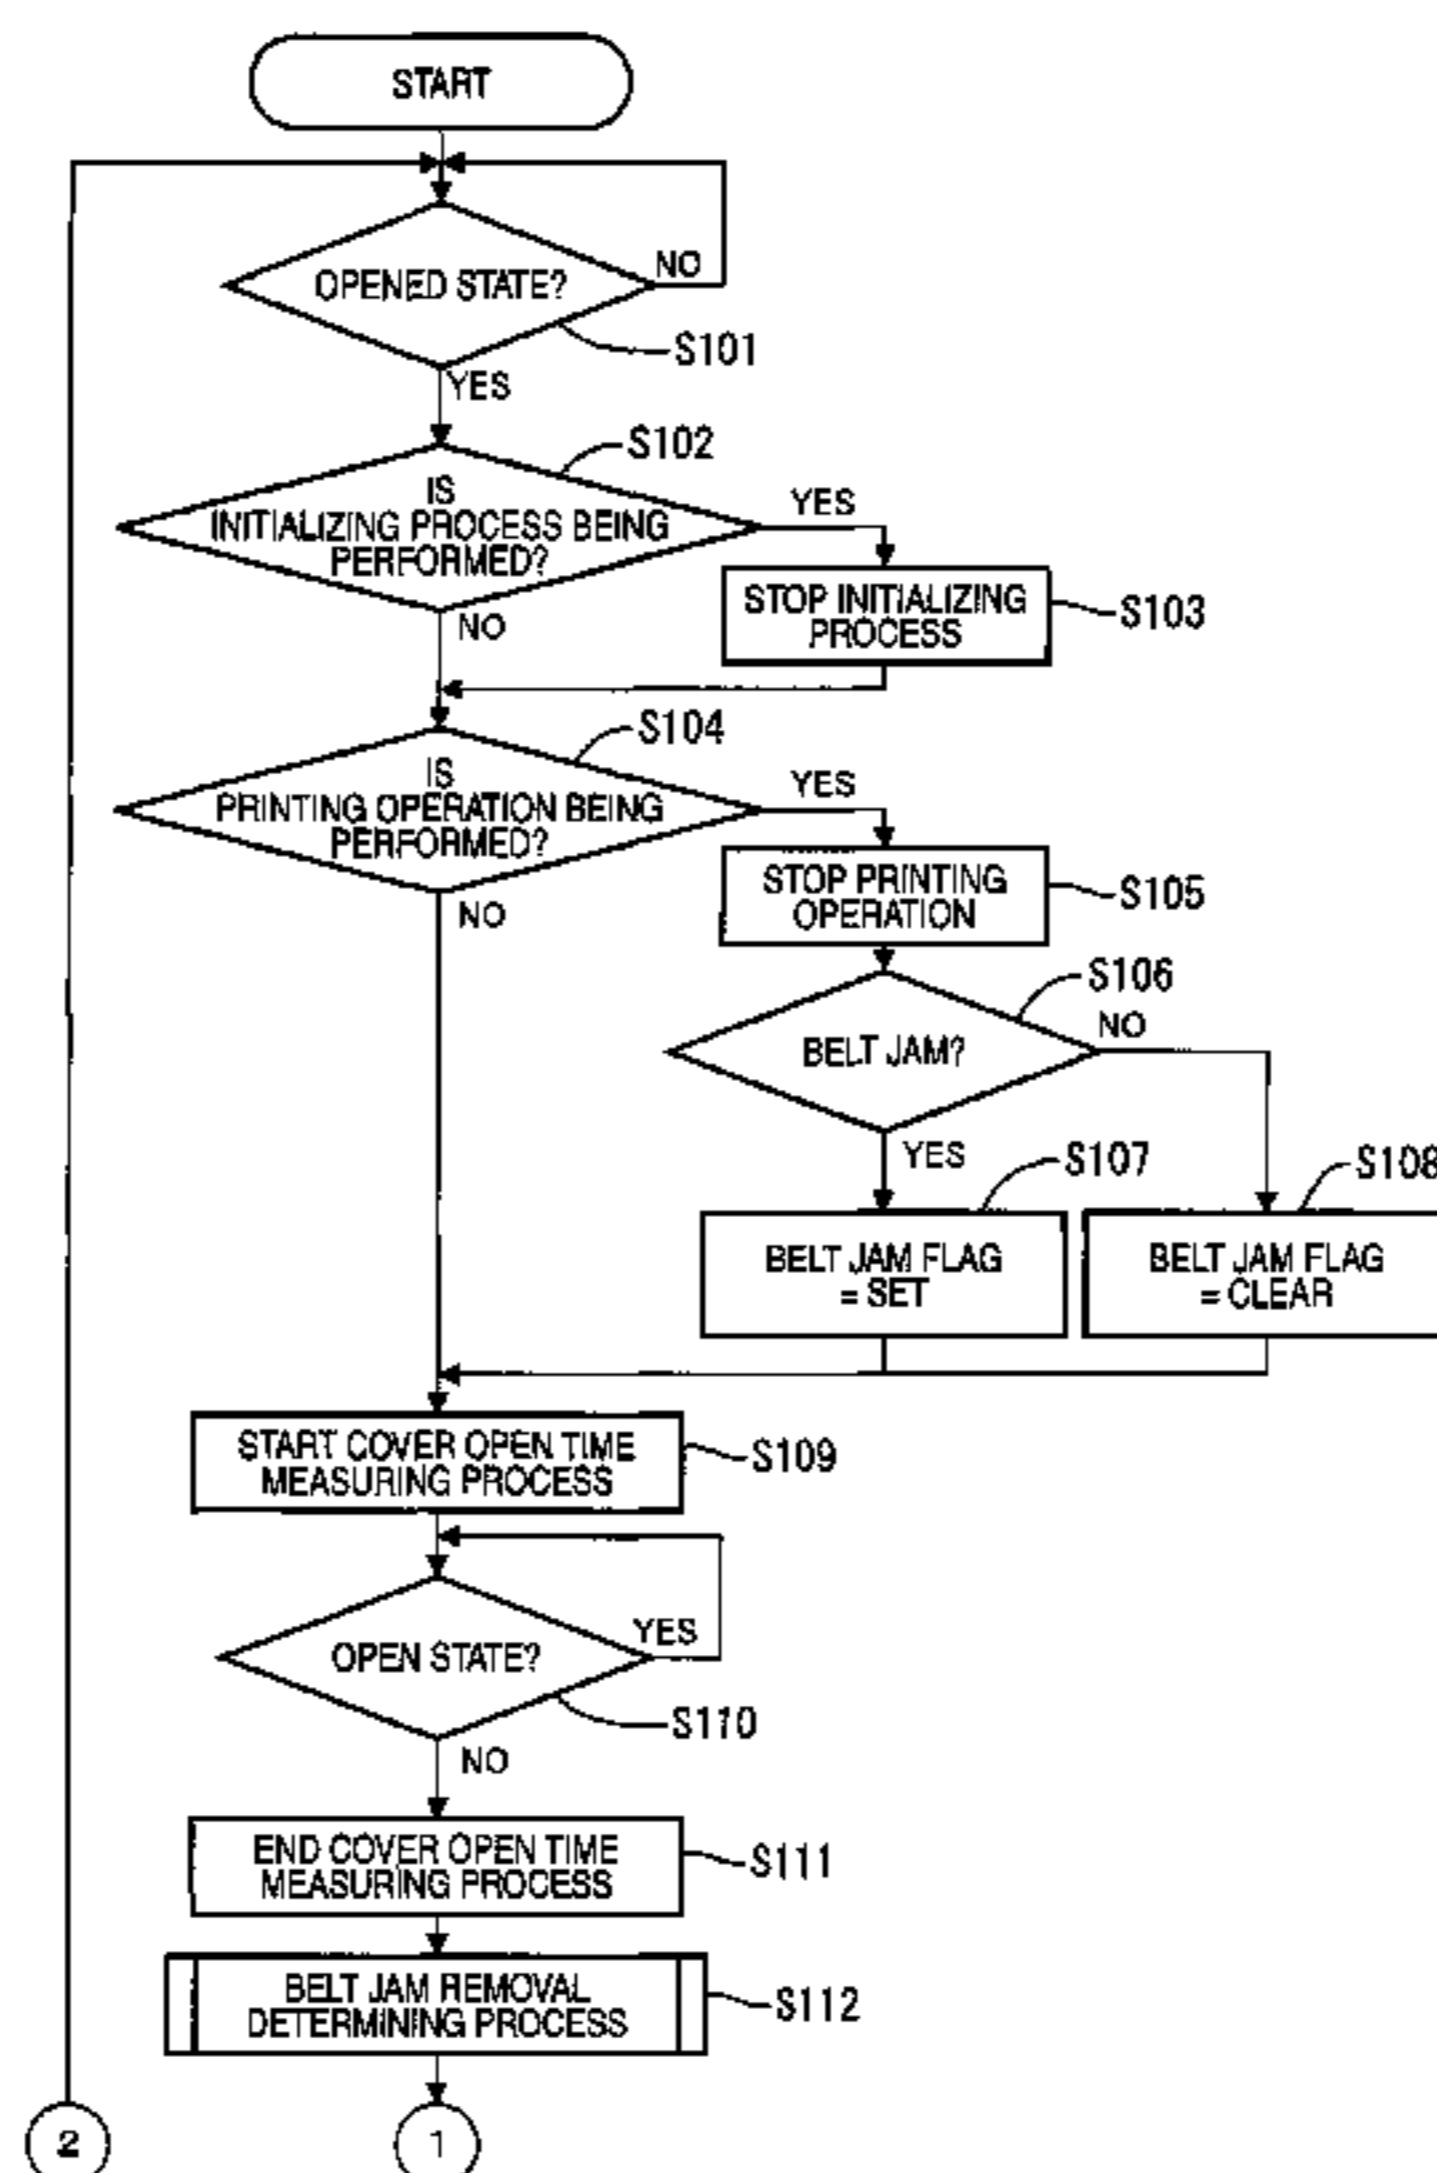 START
OPENED STATE?
NO
S101
YES
S102
IS
INITIALIZING PROCESS BEING
PERFORMED?
YES
STOP INITIALIZING
PROCESS
S103
NO
S104
IS
PRINTING OPERATION BEING
PERFORMED?
YES
STOP PRINTING
OPERATION
S105
NO
S106
BELT JAM?
NO
YES
S107
S108
BELT JAM FLAG
= SET
BELT JAM FLAG
= CLEAR
START COVER OPEN TIME
MEASURING PROCESS
S109
OPEN STATE?
YES
S110
NO
END COVER OPEN TIME
MEASURING PROCESS
S111
BELT JAM REMOVAL
DETERMINING PROCESS
S112
2
1